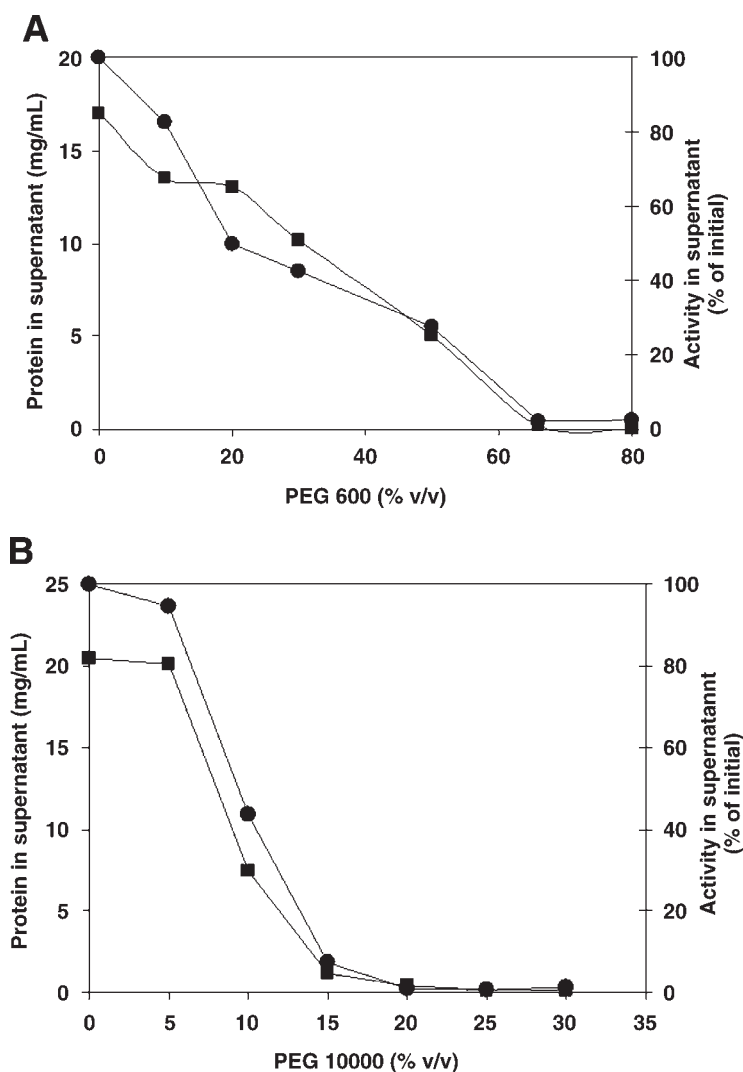 A
Protein in supernatant (mg/mL)
20
15
10
5
0
100
80
60
40
20
0
Activity in supernatant
(% of initial)
0 20 40 60 80
PEG 600 (% v/v)
B
Protein in supernatant (mg/mL)
25
20
15
10
5
0
100
80
60
40
20
0
Activity in supernatannt
(% of initial)
0 5 10 15 20 25 30 35
PEG 10000 (% v/v)